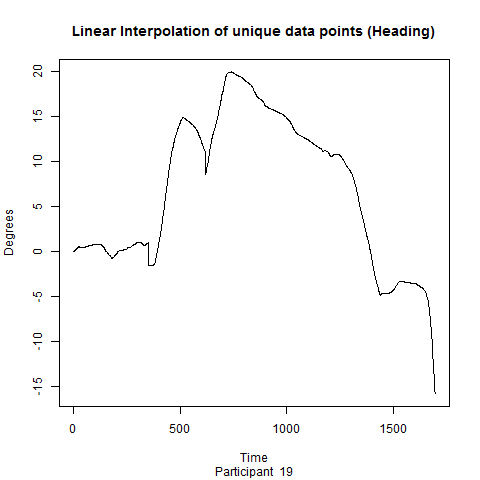 Linear Interpolation of unique data points (Heading)
Degrees
20
15
10
5
0
-5
-10
-15
0 500 1000 1500
Time
Participant 19